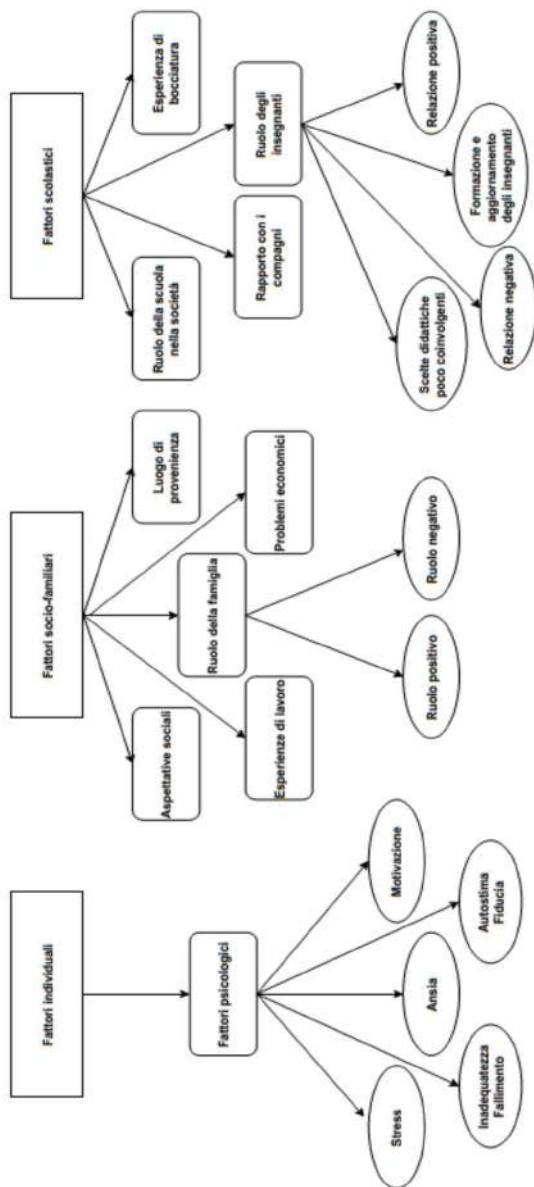 Fattori individuali
Fattori psicologici
Stress
Inadequatezza
Fallimento
Ansia
Autostima
Fiducia
Motivazione
Fattori socio-familiari
Aspettative sociali
Esperienza di lavoro
Ruolo della famiglia
Problemi economici
Luogo di
provenienza
Ruolo positivo
Ruolo negativo
Fattori scolastici
Ruolo della scuola
nella società
Rapporto con i
compagni
Ruolo degli
insegnanti
Esperienza di
bocciatura
Scelte didattiche
poco coinvolgenti
Relazione negativa
Formazione e
aggiornamento
degli insegnanti
Relazione positiva